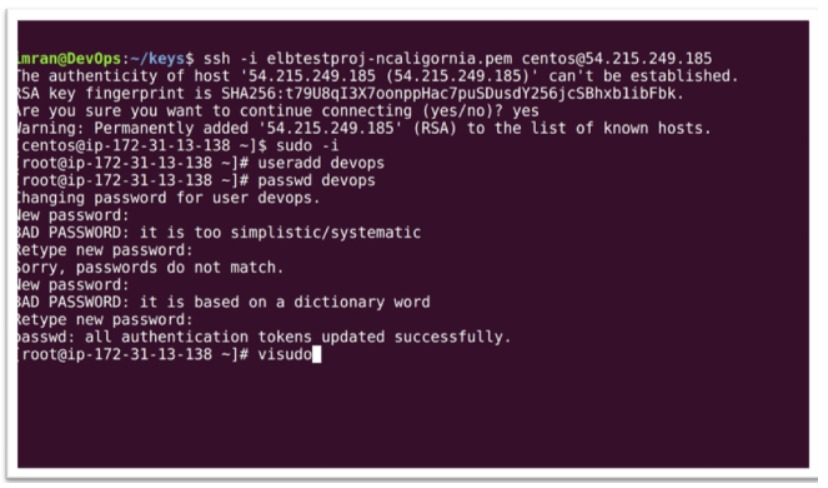 imran@DevOps:~/keys$ ssh -i elbtestproj-ncaligornia.pem centos@54.215.249.185
The authenticity of host '54.215.249.185 (54.215.249.185)' can't be established.
RSA key fingerprint is SHA256:t79U8qI3X7oonppHac7puSDusdY256jcSBhxb1ibFbk.
Are you sure you want to continue connecting (yes/no)? yes
Warning: Permanently added '54.215.249.185' (RSA) to the list of known hosts.
[centos@ip-172-31-13-138 ~]$ sudo -i
[root@ip-172-31-13-138 ~]# useradd devops
[root@ip-172-31-13-138 ~]# passwd devops
Changing password for user devops.
New password:
BAD PASSWORD: it is too simplistic/systematic
Retype new password:
Sorry, passwords do not match.
New password:
BAD PASSWORD: it is based on a dictionary word
Retype new password:
passwd: all authentication tokens updated successfully.
[root@ip-172-31-13-138 ~]# visudo